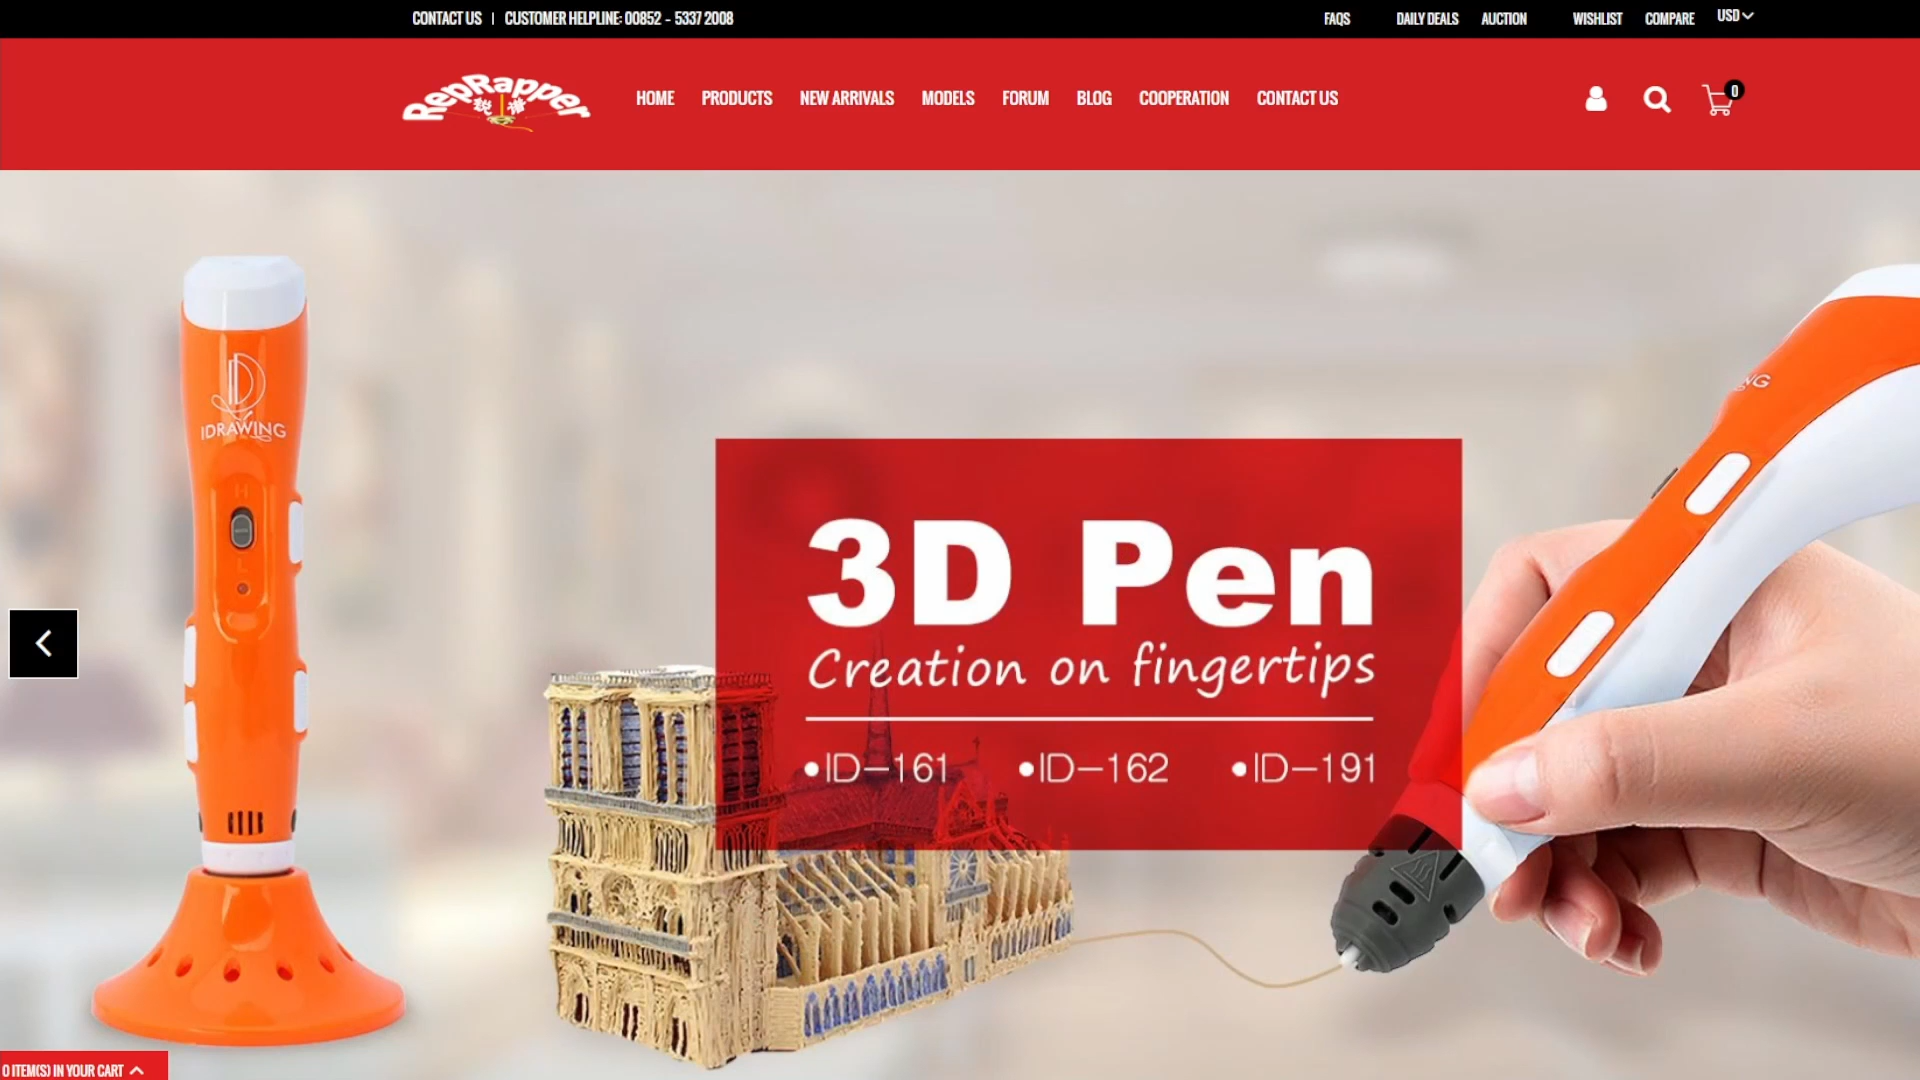 CONTACT US | CUSTOMER HELPLINE: 00852 - 5337 2008
FAQS DAILY DEALS AUCTION WISHLIST COMPARE USD
RepRapper
HOME PRODUCTS NEW ARRIVALS MODELS FORUM BLOG COOPERATION CONTACT US
0
IDRAWING
H
L
NG
3D Pen
Creation on fingertips
•ID-161 •ID-162 •ID-191
0 ITEM(S) IN YOUR CART